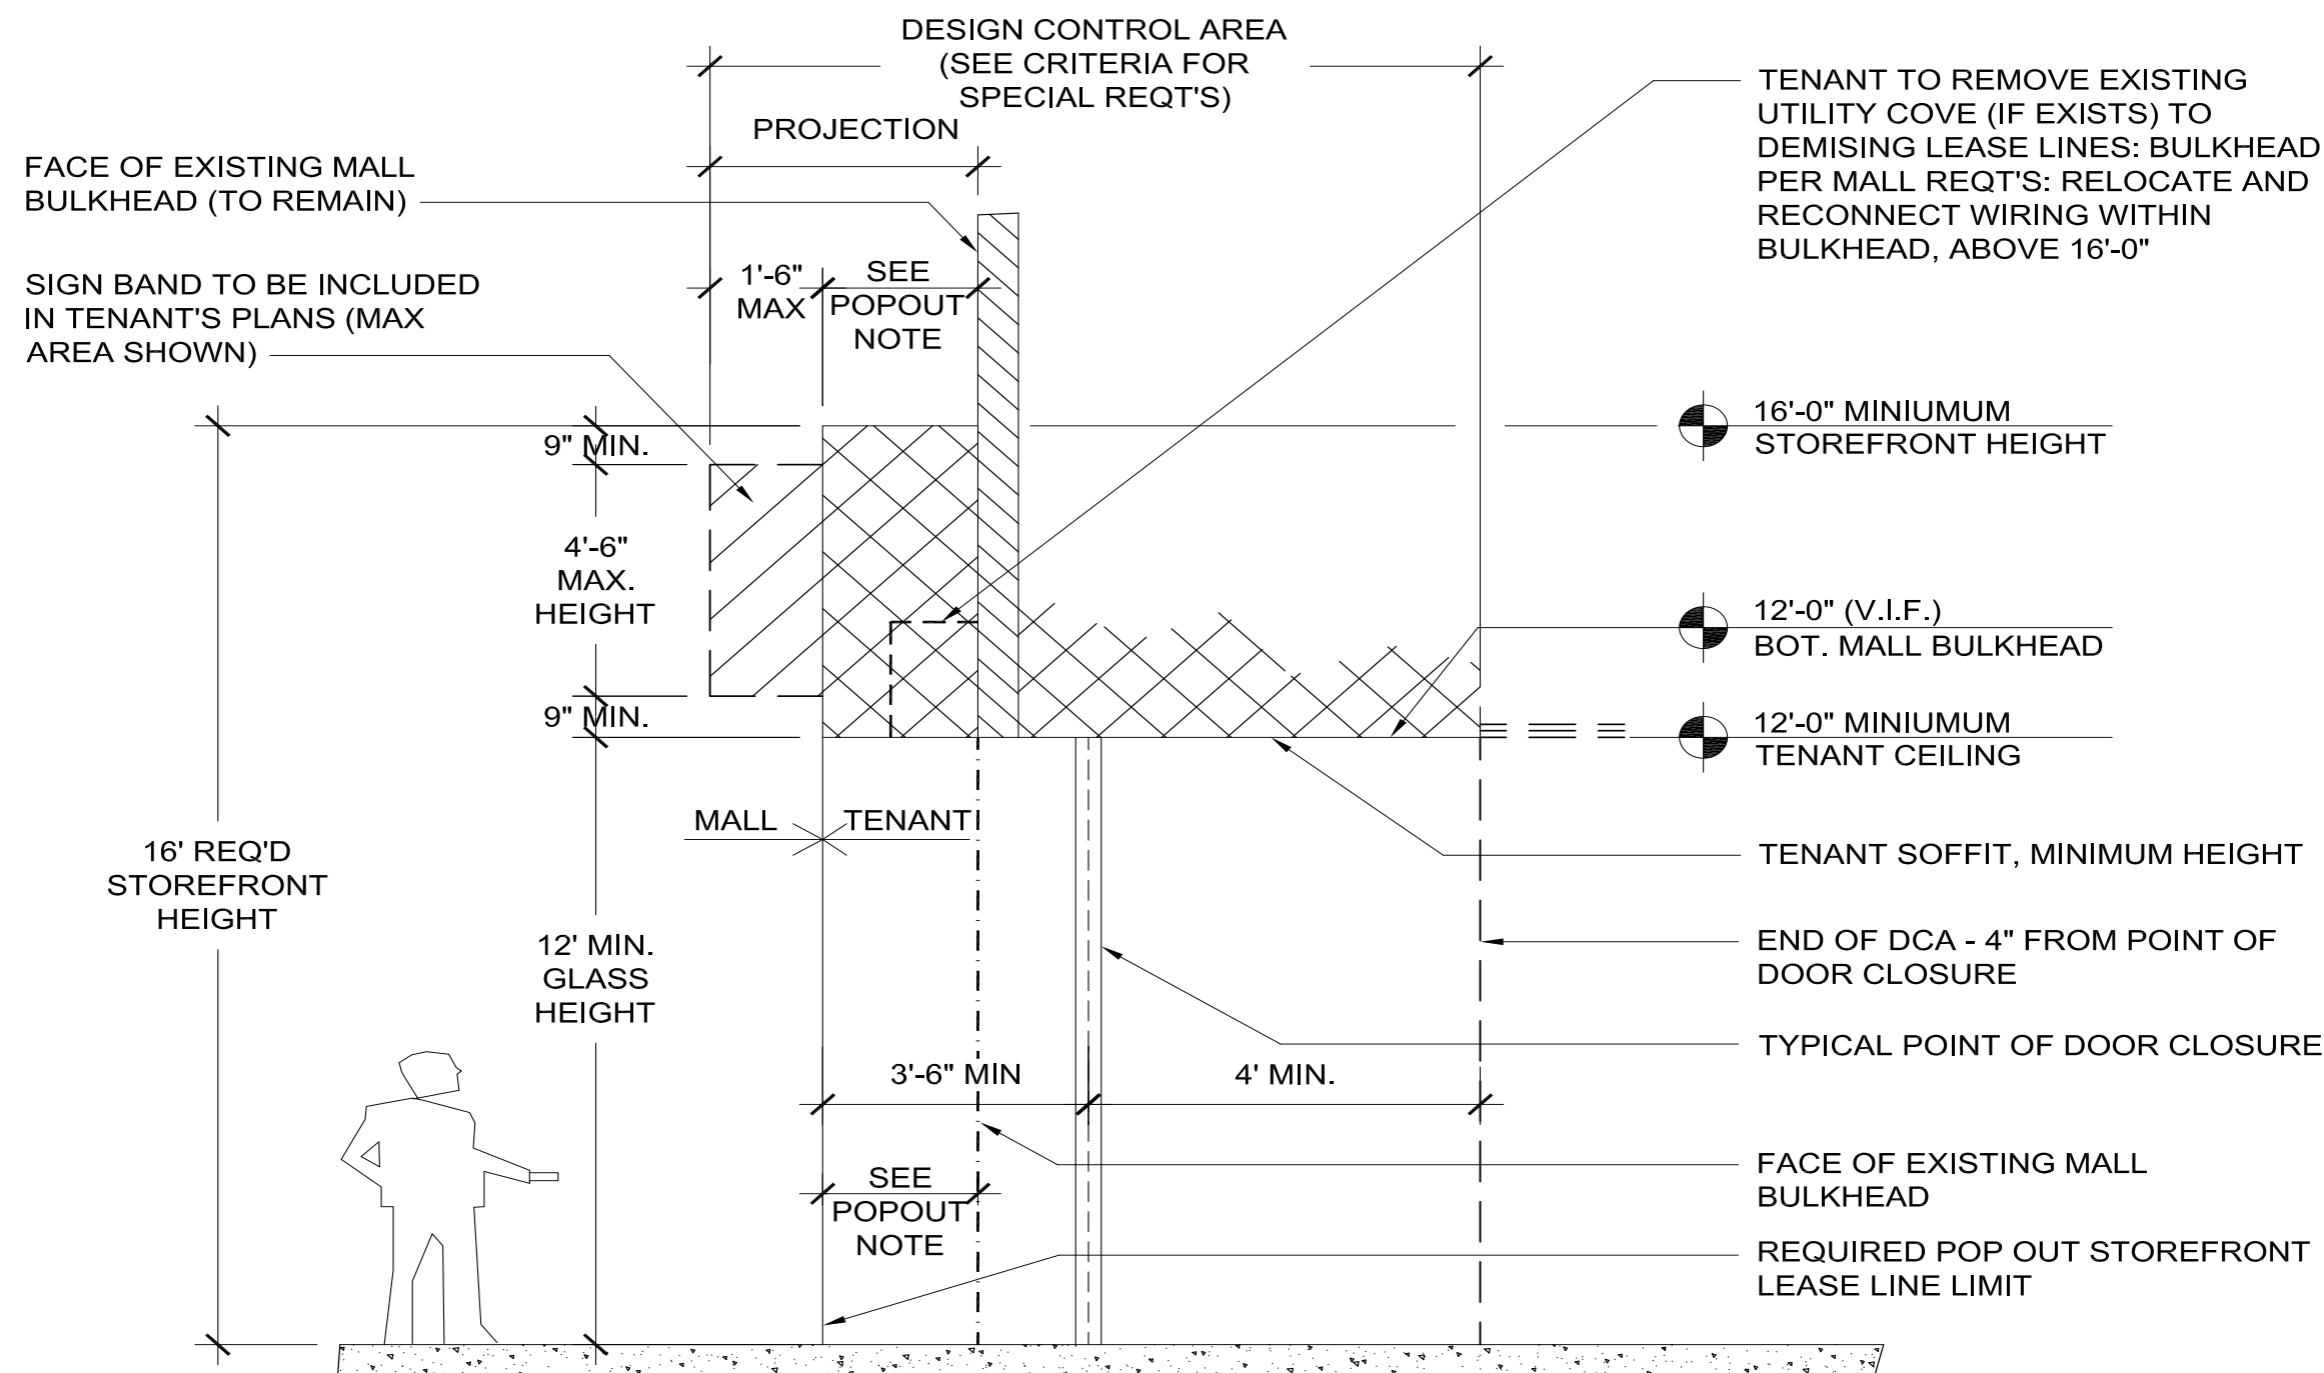 DESIGN CONTROL AREA
(SEE CRITERIA FOR
SPECIAL REQT'S)
PROJECTION
FACE OF EXISTING MALL
BULKHEAD (TO REMAIN)
SIGN BAND TO BE INCLUDED
IN TENANT'S PLANS (MAX
AREA SHOWN)
1'-6"
MAX
SEE
POPOUT
NOTE
TENANT TO REMOVE EXISTING
UTILITY COVE (IF EXISTS) TO
DEMISING LEASE LINES: BULKHEAD
PER MALL REQT'S: RELOCATE AND
RECONNECT WIRING WITHIN
BULKHEAD, ABOVE 16'-0"
9" MIN.
4'-6"
MAX.
HEIGHT
9" MIN.
16'-0" MINIUMUM
STOREFRONT HEIGHT
12'-0" (V.I.F.)
BOT. MALL BULKHEAD
12'-0" MINIUMUM
TENANT CEILING
MALL
TENANT
16' REQ'D
STOREFRONT
HEIGHT
12' MIN.
GLASS
HEIGHT
TENANT SOFFIT, MINIMUM HEIGHT
END OF DCA - 4" FROM POINT OF
DOOR CLOSURE
TYPICAL POINT OF DOOR CLOSURE
3'-6" MIN
4' MIN.
SEE
POPOUT
NOTE
FACE OF EXISTING MALL
BULKHEAD
REQUIRED POP OUT STOREFRONT
LEASE LINE LIMIT